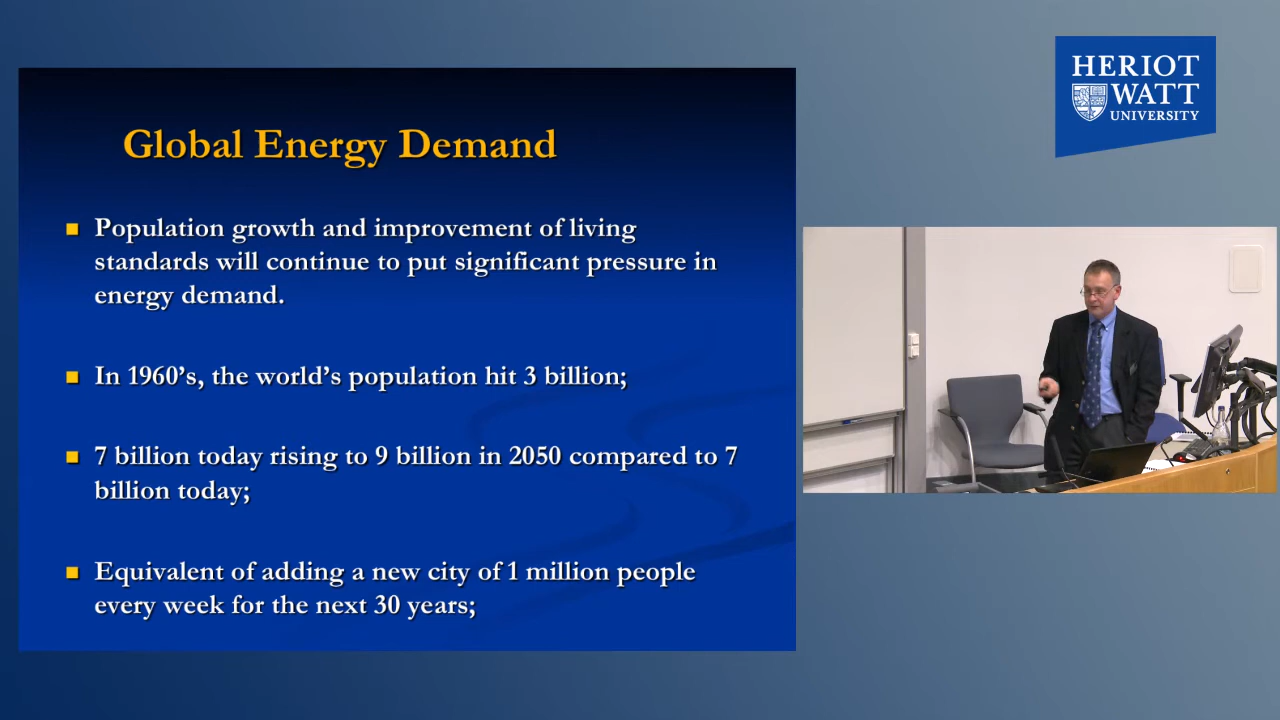 HERIOT
WATT
UNIVERSITY
Global Energy Demand
■ Population growth and improvement of living
standards will continue to put significant pressure in
energy demand.
■ In 1960’s, the world’s population hit 3 billion;
■ 7 billion today rising to 9 billion in 2050 compared to 7
billion today;
■ Equivalent of adding a new city of 1 million people
every week for the next 30 years;